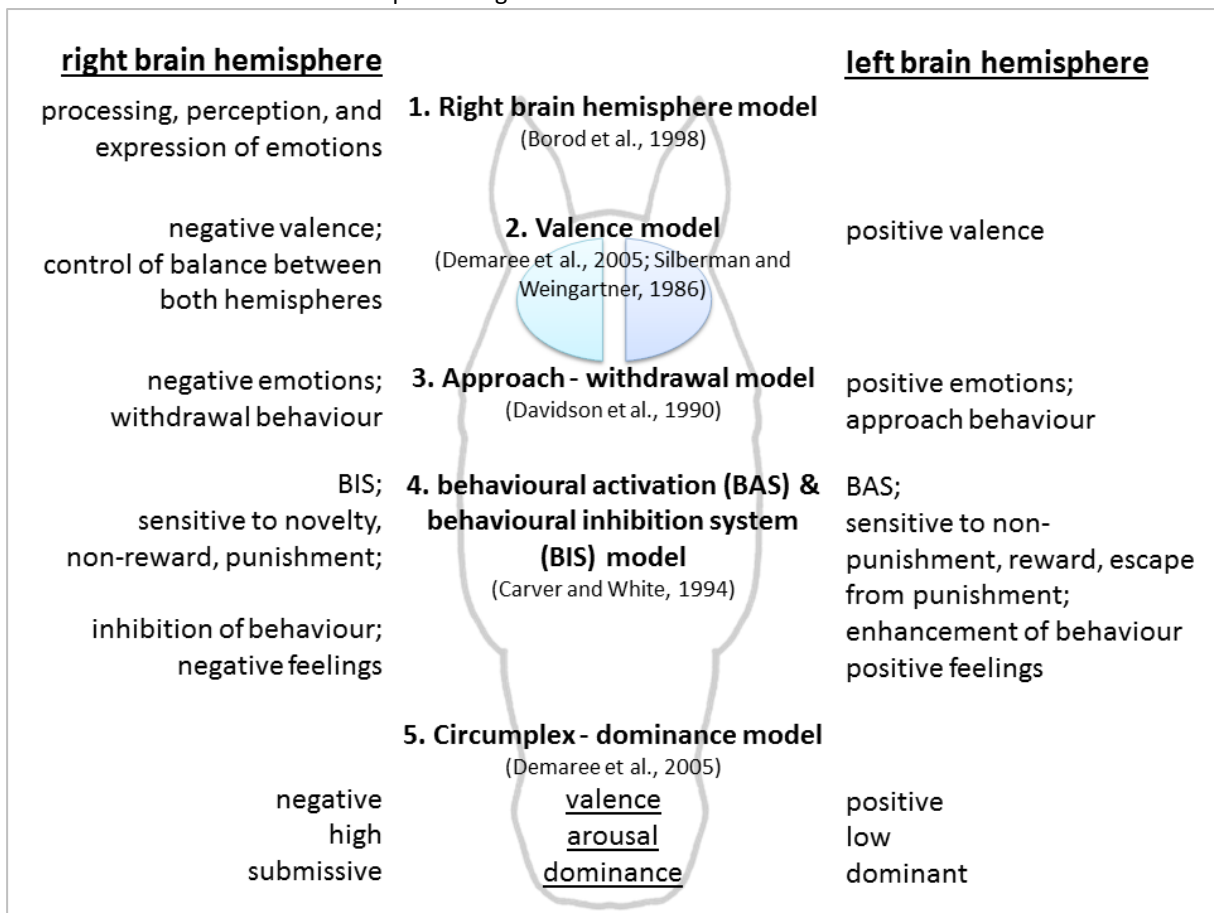 right brain hemisphere
left brain hemisphere
processing, perception, and
expression of emotions
1. Right brain hemisphere model
(Borod et al., 1998)
negative valence;
control of balance between
both hemispheres
2. Valence model
(Demaree et al., 2005; Silberman and
Weingartner, 1986)
positive valence
negative emotions;
withdrawal behaviour
3. Approach - withdrawal model
(Davidson et al., 1990)
positive emotions;
approach behaviour
BIS;
sensitive to novelty,
non-reward, punishment;
inhibition of behaviour;
negative feelings
4. behavioural activation (BAS) &
behavioural inhibition system
(BIS) model
(Carver and White, 1994)
BAS;
sensitive to non-
punishment, reward, escape
from punishment;
enhancement of behaviour
positive feelings
5. Circumplex - dominance model
(Demaree et al., 2005)
negative valence positive
high arousal low
submissive dominance dominant